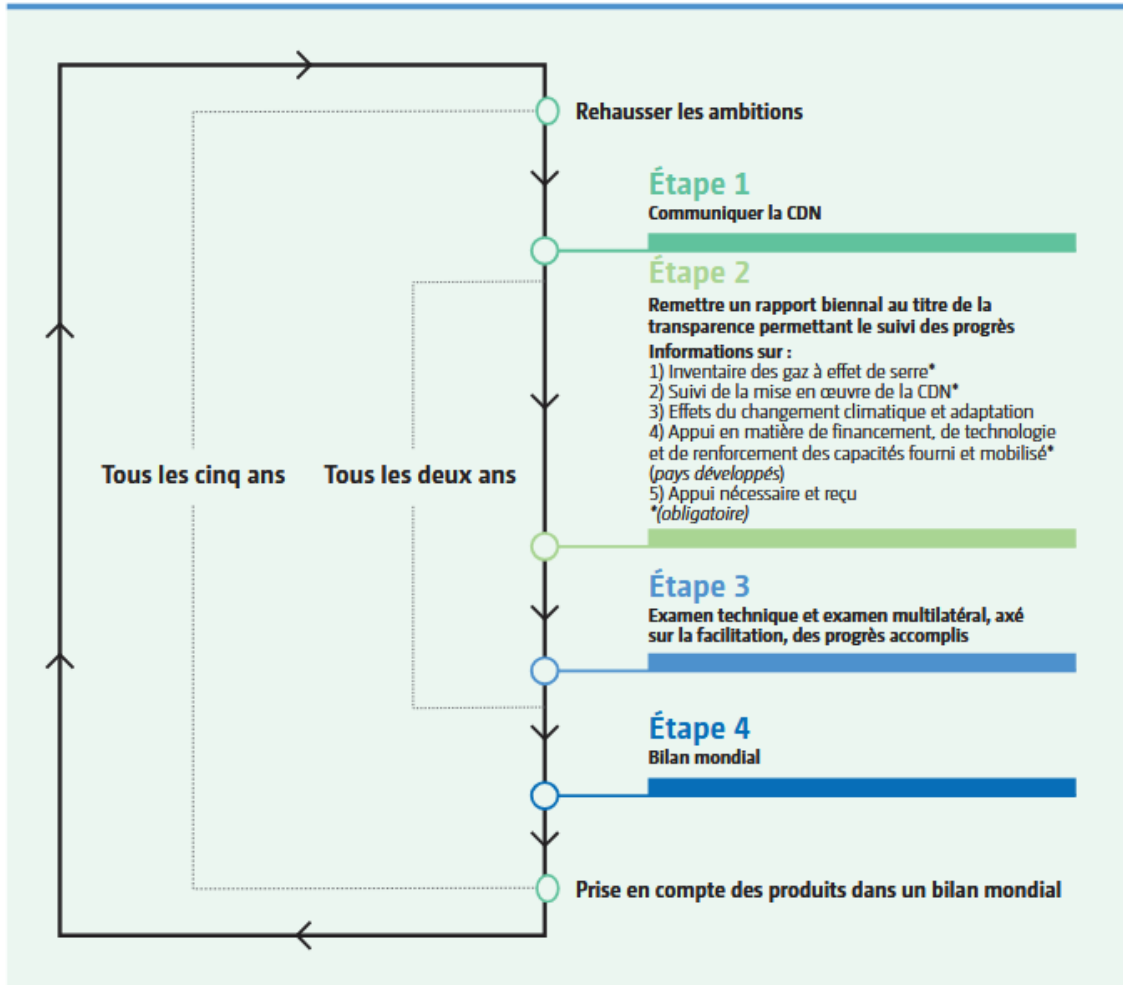 Rehausser les ambitions
Étape 1
Communiquer la CDN
Étape 2
Remettre un rapport biennal au titre de la
transparence permettant le suivi des progrès
Informations sur :
1) Inventaire des gaz à effet de serre*
2) Suivi de la mise en œuvre de la CDN*
3) Effets du changement climatique et adaptation
4) Appui en matière de financement, de technologie
et de renforcement des capacités fourni et mobilisé*
(pays développés)
5) Appui nécessaire et reçu
*(obligatoire)
Tous les cinq ans
Tous les deux ans
Étape 3
Examen technique et examen multilatéral, axé
sur la facilitation, des progrès accomplis
Étape 4
Bilan mondial
Prise en compte des produits dans un bilan mondial